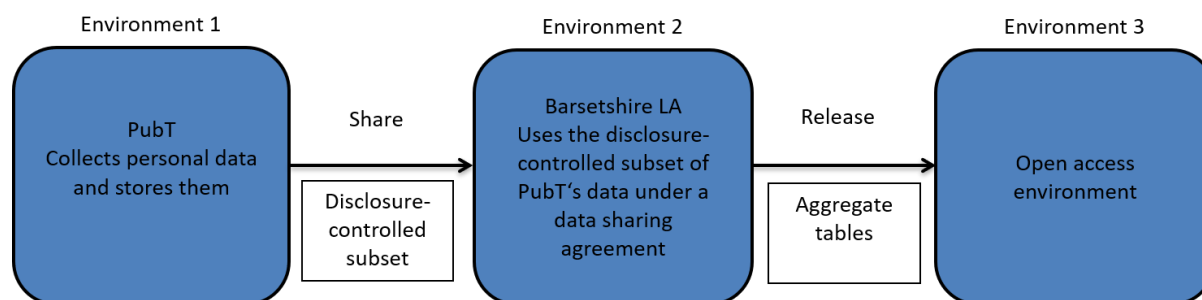 Environment 1
PubT
Collects personal data
and stores them
Share
Disclosure-
controlled
subset
Environment 2
Barsetshire LA
Uses the disclosure-
controlled subset of
PubT‘s data under a
data sharing
agreement
Release
Aggregate
tables
Environment 3
Open access
environment